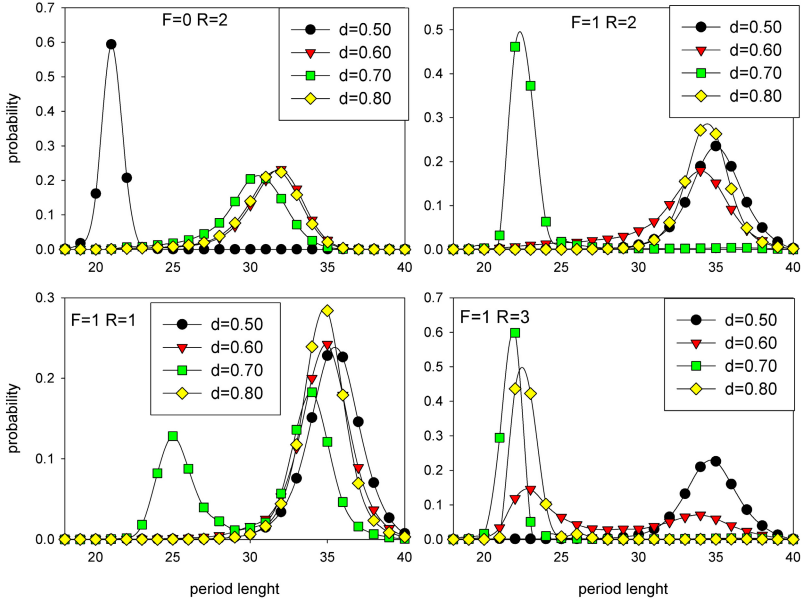 F=0 R=2
d=0.50
d=0.60
d=0.70
d=0.80
probability
0.7
0.6
0.5
0.4
0.3
0.2
0.1
0.0
20 25 30 35 40
F=1 R=2
d=0.50
d=0.60
d=0.70
d=0.80
0.5
0.4
0.3
0.2
0.1
0.0
20 25 30 35 40
F=1 R=1
d=0.50
d=0.60
d=0.70
d=0.80
probability
0.3
0.2
0.1
0.0
20 25 30 35 40
period lenght
F=1 R=3
d=0.50
d=0.60
d=0.70
d=0.80
0.7
0.6
0.5
0.4
0.3
0.2
0.1
0.0
20 25 30 35 40
period lenght